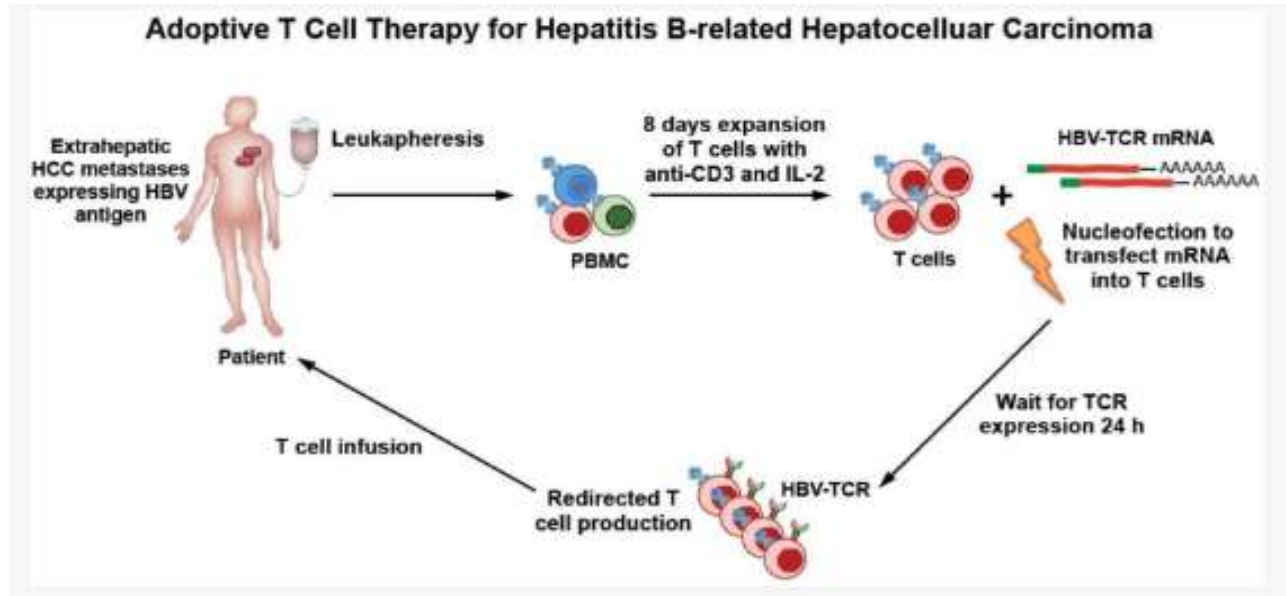 Adoptive T Cell Therapy for Hepatitis B-related Hepatocelluar Carcinoma
Extrahepatic
HCC metastases
expressing HBV
antigen
Patient
Leukapheresis
PBMC
8 days expansion
of T cells with
anti-CD3 and IL-2
T cells
+
HBV-TCR mRNA
AAAAAA
AAAAAA
Nucleofection to
transfect mRNA
into T cells
Wait for TCR
expression 24 h
HBV-TCR
Redirected T
cell production
T cell infusion